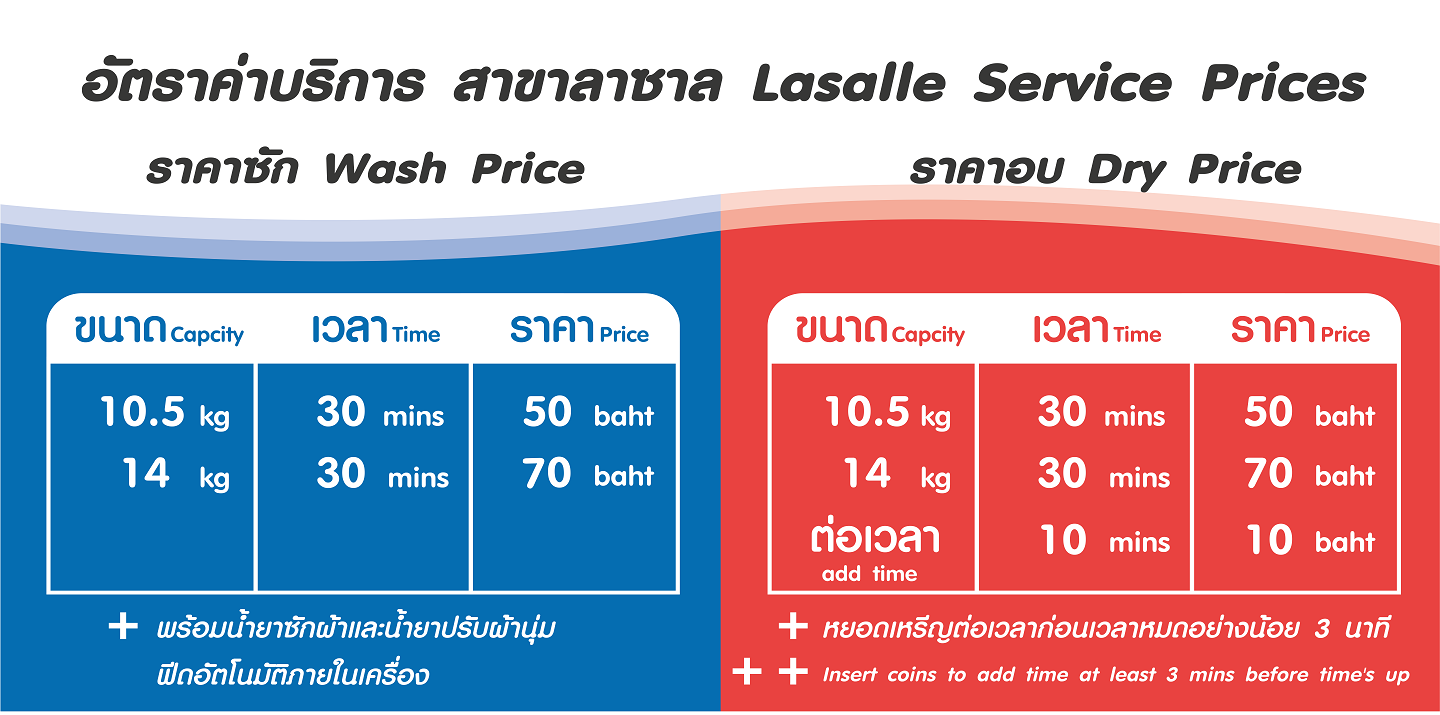 อัตราค่าบริการ สาขาลาซาล Lasalle Service Prices
ราคาซัก Wash Price
ขนาด Capcity เวลา Time ราคา Price
10.5 kg 30 mins 50 baht
14 kg 30 mins 70 baht
+ พร้อมน้ำยาซักผ้าและน้ำยาปรับผ้านุ่ม
ฟีดอัตโนมัติภายในเครื่อง
ราคาอบ Dry Price
ขนาด Capcity เวลา Time ราคา Price
10.5 kg 30 mins 50 baht
14 kg 30 mins 70 baht
ต่อเวลา 10 mins 10 baht
add time
+ หยอดเหรีญต่อเวลาก่อนเวลาหมดอย่างน้อย 3 นาที
+ + Insert coins to add time at least 3 mins before time's up